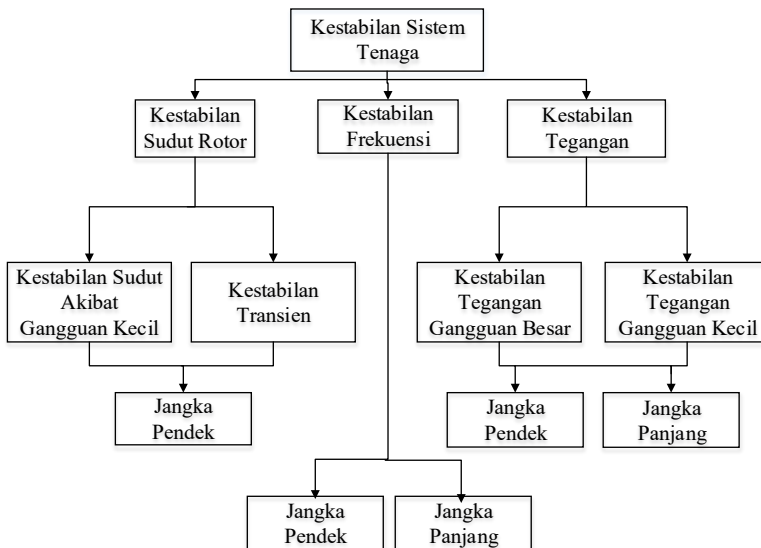 Kestabilan Sistem
Tenaga
Kestabilan
Sudut Rotor
Kestabilan
Frekuensi
Kestabilan
Tegangan
Kestabilan Sudut
Akibat
Gangguan Kecil
Kestabilan
Transien
Kestabilan
Tegangan
Gangguan Besar
Kestabilan
Tegangan
Gangguan Kecil
Jangka
Pendek
Jangka
Pendek
Jangka
Panjang
Jangka
Pendek
Jangka
Panjang